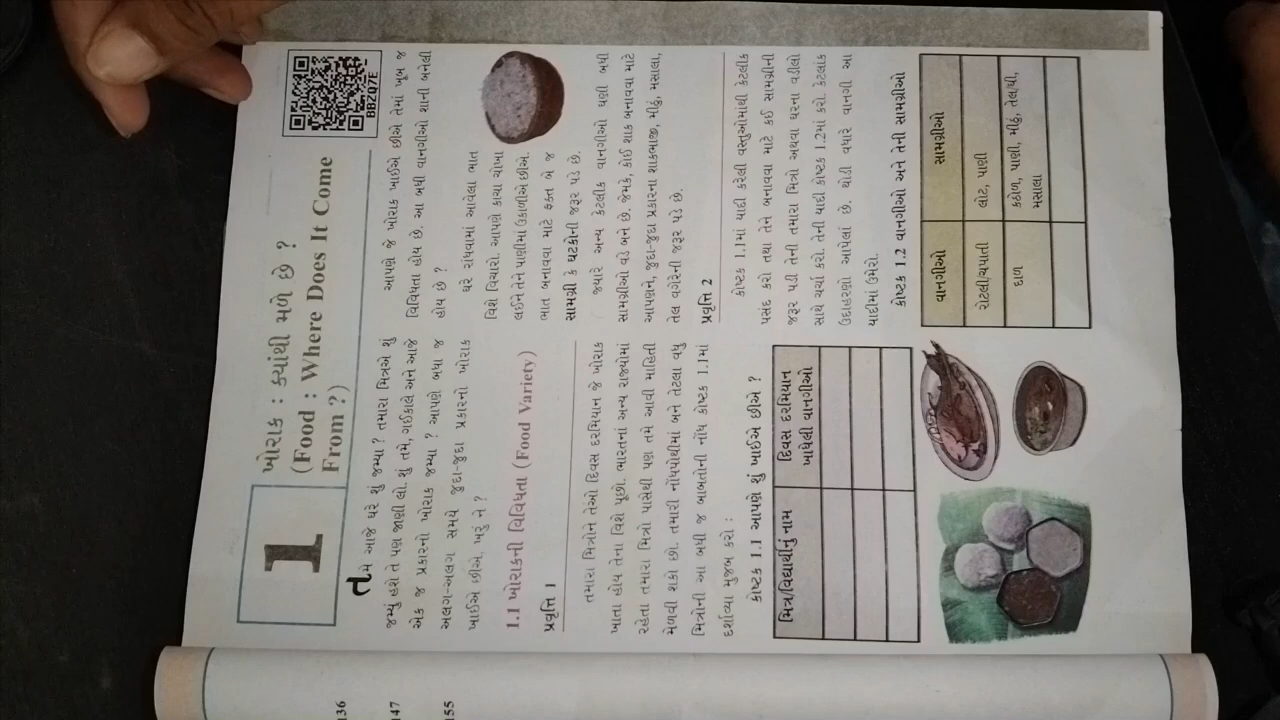 1
ખોરાક : ક્યાંથી મળે છે ?
(Food : Where Does It Come
From ?)
BBZQ7E
તમે આજે ઘરે શું જમ્યા ? તમારા મિત્રએ શું
જમ્યું હશે તે પણ જાણી લો. શું તમે, ગઈકાલે અને આજે
એક જ પ્રકારનો ખોરાક જમ્યા ? આપણે બધા જ
અલગ-અલગ સમયે જુદા-જુદા પ્રકારનો ખોરાક
ખાઈએ છીએ. ખરું ને ?
1.1 ખોરાકની વિવિધતા (Food Variety)
પ્રવૃત્તિ 1
તમારા મિત્રોને તેઓ દિવસ દરમિયાન જે ખોરાક
ખાતા હોય તેના વિશે પૂછો. ભારતનાં અન્ય રાજ્યોમાં
રહેતા તમારા મિત્રો પાસેથી પણ તમે આવી માહિતી
મેળવી શકો છો. તમારી નોંધપોથીમાં બને તેટલા વધુ
મિત્રોની આ બધી જ બાબતોની નોંધ કોષ્ટક 1.1માં
દર્શાવ્યા મુજબ કરો :
કોષ્ટક 1.1 આપણે શું ખાઈએ છીએ ?
મિત્ર/વિદ્યાર્થીનું નામ
દિવસ દરમિયાન
ખાધેલી વાનગીઓ
આપણે જે ખોરાક ખાઈએ છીએ તેમાં ખૂબ જ
વિવિધતા હોય છે. આ બધી વાનગીઓ શાની બનેલી
હોય છે ?
ઘરે રાંધવામાં આવેલા ભાત
વિશે વિચારો. આપણે કાચા ચોખા
લઈને તેને પાણીમાં ઉકાળીએ છીએ.
ભાત બનાવવા માટે ફક્ત બે જ
સામગ્રી કે ઘટકોની જરૂર પડે છે.
જ્યારે અન્ય કેટલીક વાનગીઓ ઘણી બધી
સામગ્રીઓ વડે બને છે. જેમકે, કોઈ શાક બનાવવા માટે
આપણને, જુદા-જુદા પ્રકારના શાકભાજી, મીઠું, મસાલા,
તેલ વગેરેની જરૂર પડે છે.
પ્રવૃત્તિ 2
કોષ્ટક 1.1માં યાદી કરેલી વસ્તુઓમાંથી કેટલીક
પસંદ કરો તથા તેને બનાવવા માટે કઈ સામગ્રીની
જરૂર પડી તેની તમારા મિત્રો અથવા ઘરના વડીલો
સાથે ચર્ચા કરો. તેની યાદી કોષ્ટક 1.2માં કરો. કેટલાંક
ઉદાહરણો આપેલાં છે. થોડી વધારે વાનગી આ
યાદીમાં ઉમેરો.
કોષ્ટક 1.2 વાનગીઓ અને તેની સામગ્રીઓ
વાનગીઓ
સામગ્રીઓ
રોટલી/ચપાતી
લોટ, પાણી
દાળ
કઠોળ, પાણી, મીઠું, તેલ/ઘી,
મસાલા
136
147
155